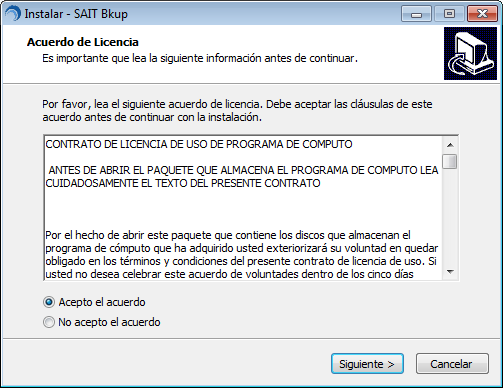 Instalar - SAIT Bkup
Acuerdo de Licencia
Es importante que lea la siguiente información antes de continuar.
Por favor, lea el siguiente acuerdo de licencia. Debe aceptar las cláusulas de este
acuerdo antes de continuar con la instalación.
CONTRATO DE LICENCIA DE USO DE PROGRAMA DE COMPUTO
ANTES DE ABRIR EL PAQUETE QUE ALMACENA EL PROGRAMA DE COMPUTO LEA
CUIDADOSAMENTE EL TEXTO DEL PRESENTE CONTRATO
Por el hecho de abrir este paquete que contiene los discos que almacenan el
programa de cómputo que ha adquirido usted exteriorizará su voluntad en quedar
obligado en los términos y condiciones del presente contrato de licencia de uso. Si
usted no desea celebrar este acuerdo de voluntades dentro de los cinco días
Acepto el acuerdo
No acepto el acuerdo
Siguiente >
Cancelar